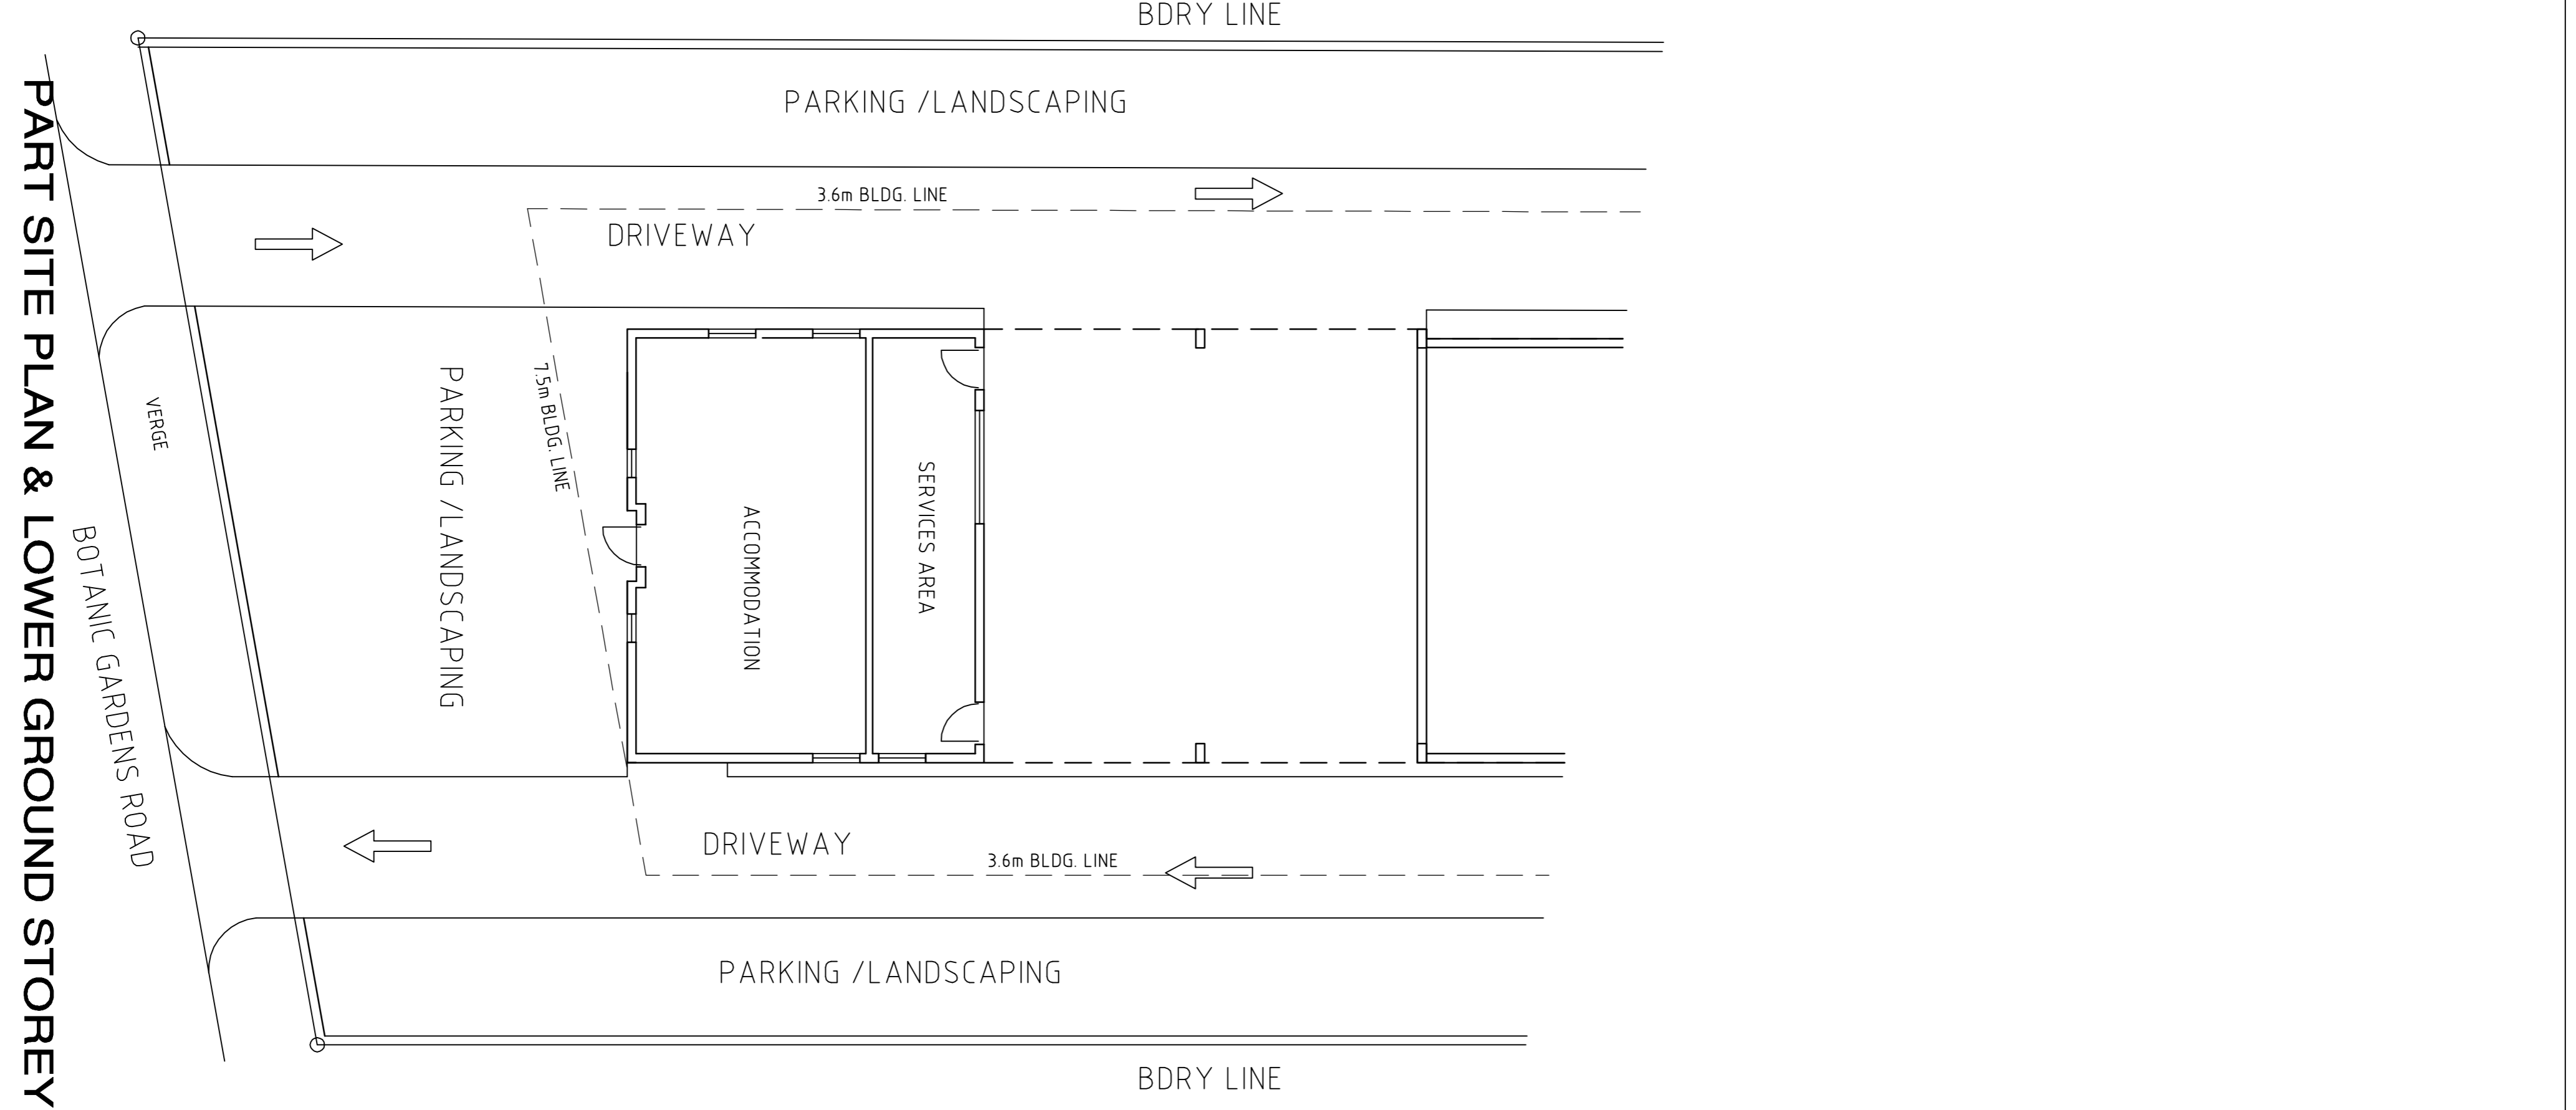 BDRY LINE
PARKING /LANDSCAPING
3.6m BLDG. LINE
DRIVEWAY
PART SITE PLAN & LOWER GROUND STOREY
VERGE
BOTANIC GARDENS ROAD
PARKING /LANDSCAPING
7.5m BLDG. LINE
ACCOMMODATION
SERVICES AREA
DRIVEWAY
3.6m BLDG. LINE
PARKING /LANDSCAPING
BDRY LINE